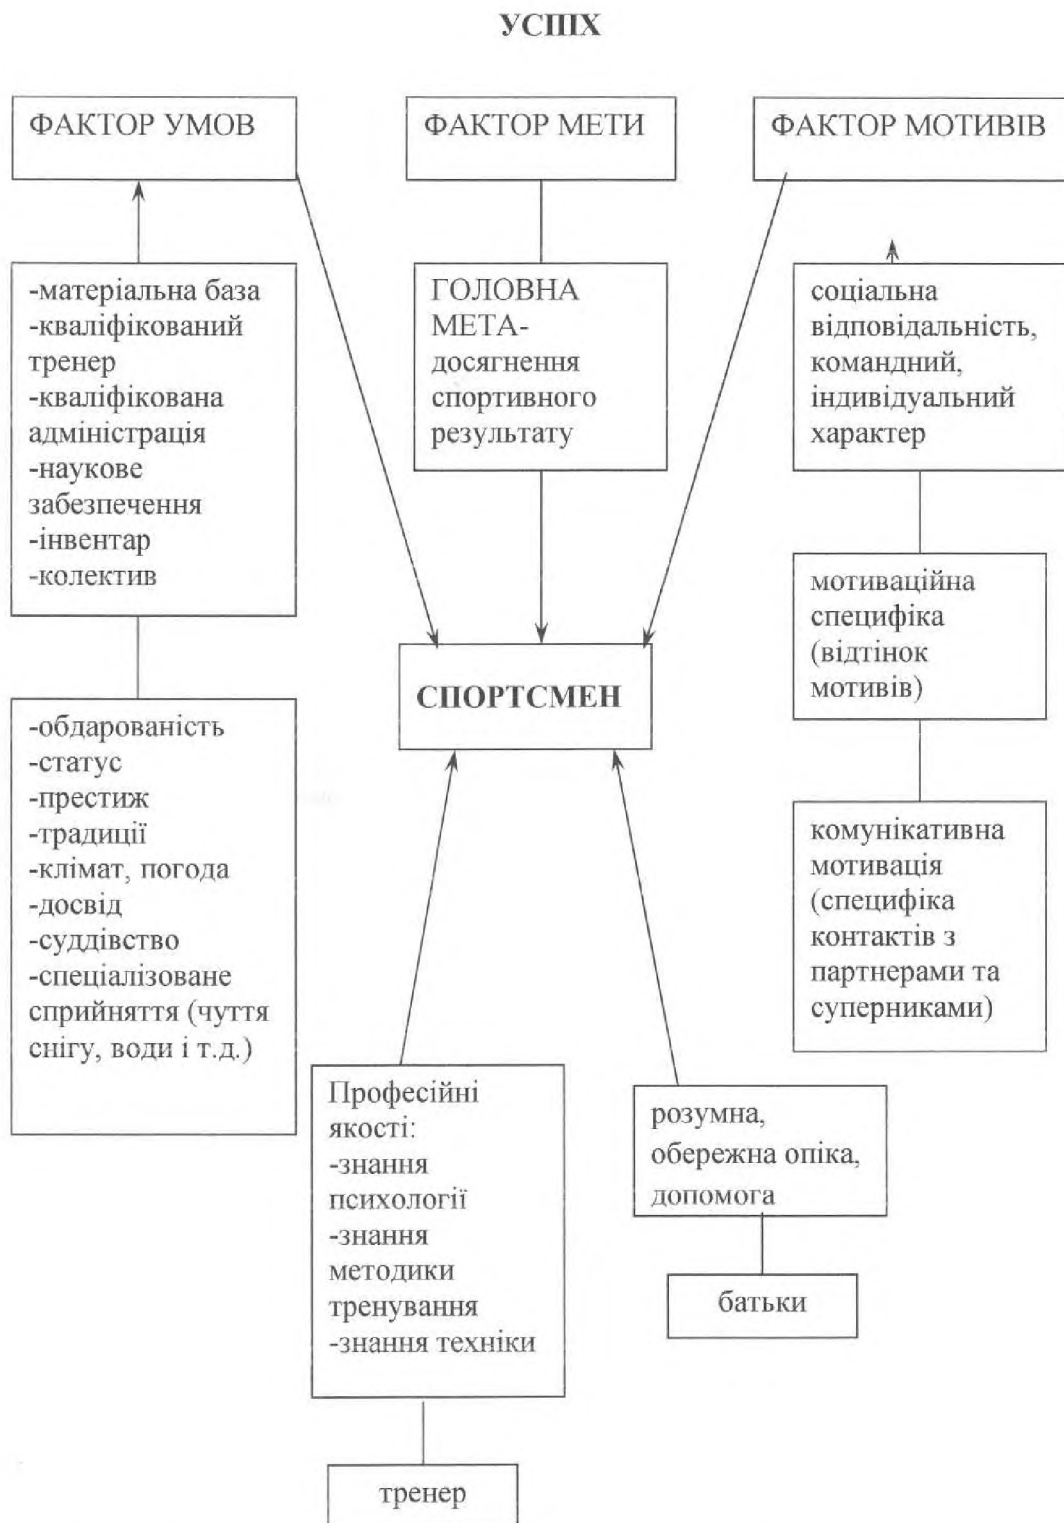 УСПІХ
ФАКТОР УМОВ
ФАКТОР МЕТИ
ФАКТОР МОТИВІВ
-матеріальна база
-кваліфікований
тренер
-кваліфікована
адміністрація
-наукове
забезпечення
-інвентар
-колектив
ГОЛОВНА
МЕТА-
досягнення
спортивного
результату
соціальна
відповідальність,
командний,
індивідуальний
характер
мотиваційна
специфіка
(відтінок
мотивів)
СПОРТСМЕН
-обдарованість
-статус
-престиж
-традиції
-клімат, погода
-досвід
-суддівство
-спеціалізоване
сприйняття (чуття
снігу, води і т.д.)
комунікативна
мотивація
(специфіка
контактів з
партнерами та
суперниками)
Професійні
якості:
-знання
психології
-знання
методики
тренування
-знання техніки
розумна,
обережна опіка,
допомога
батьки
тренер